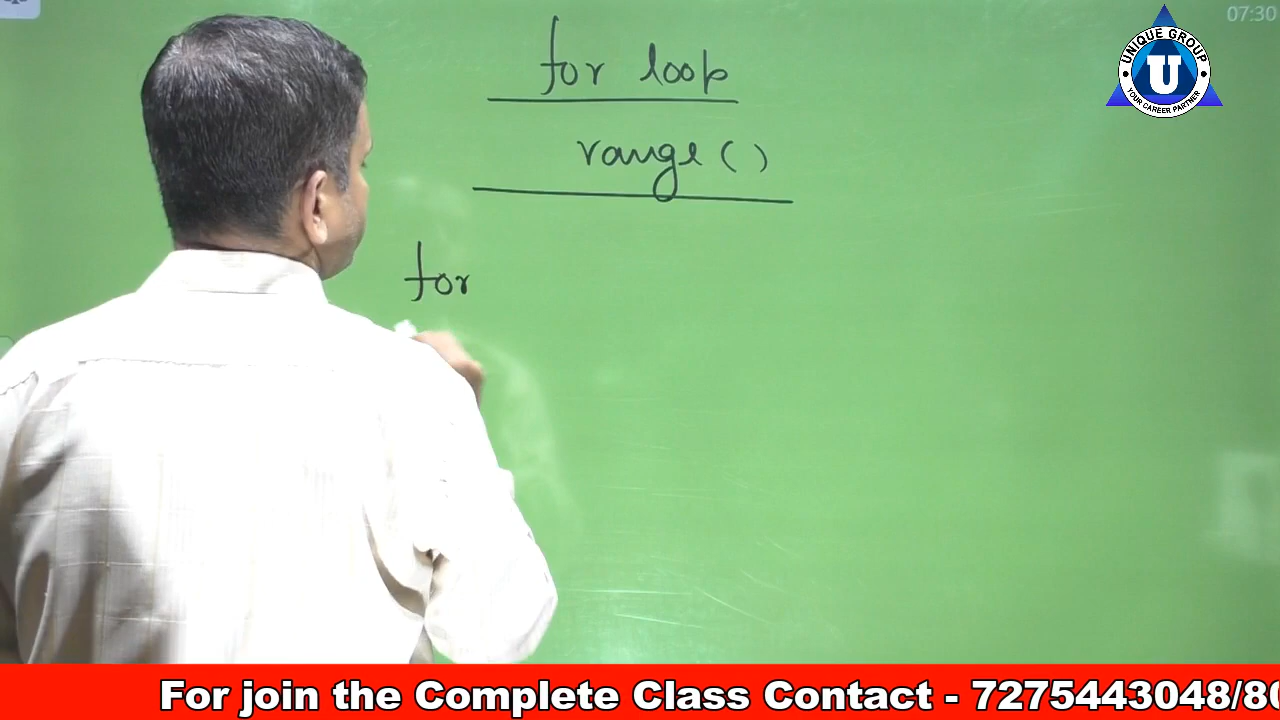 07:30
UNIQUE GROUP
U
YOUR CAREER PARTNER
for loop
range ( )
for
For join the Complete Class Contact - 7275443048/80